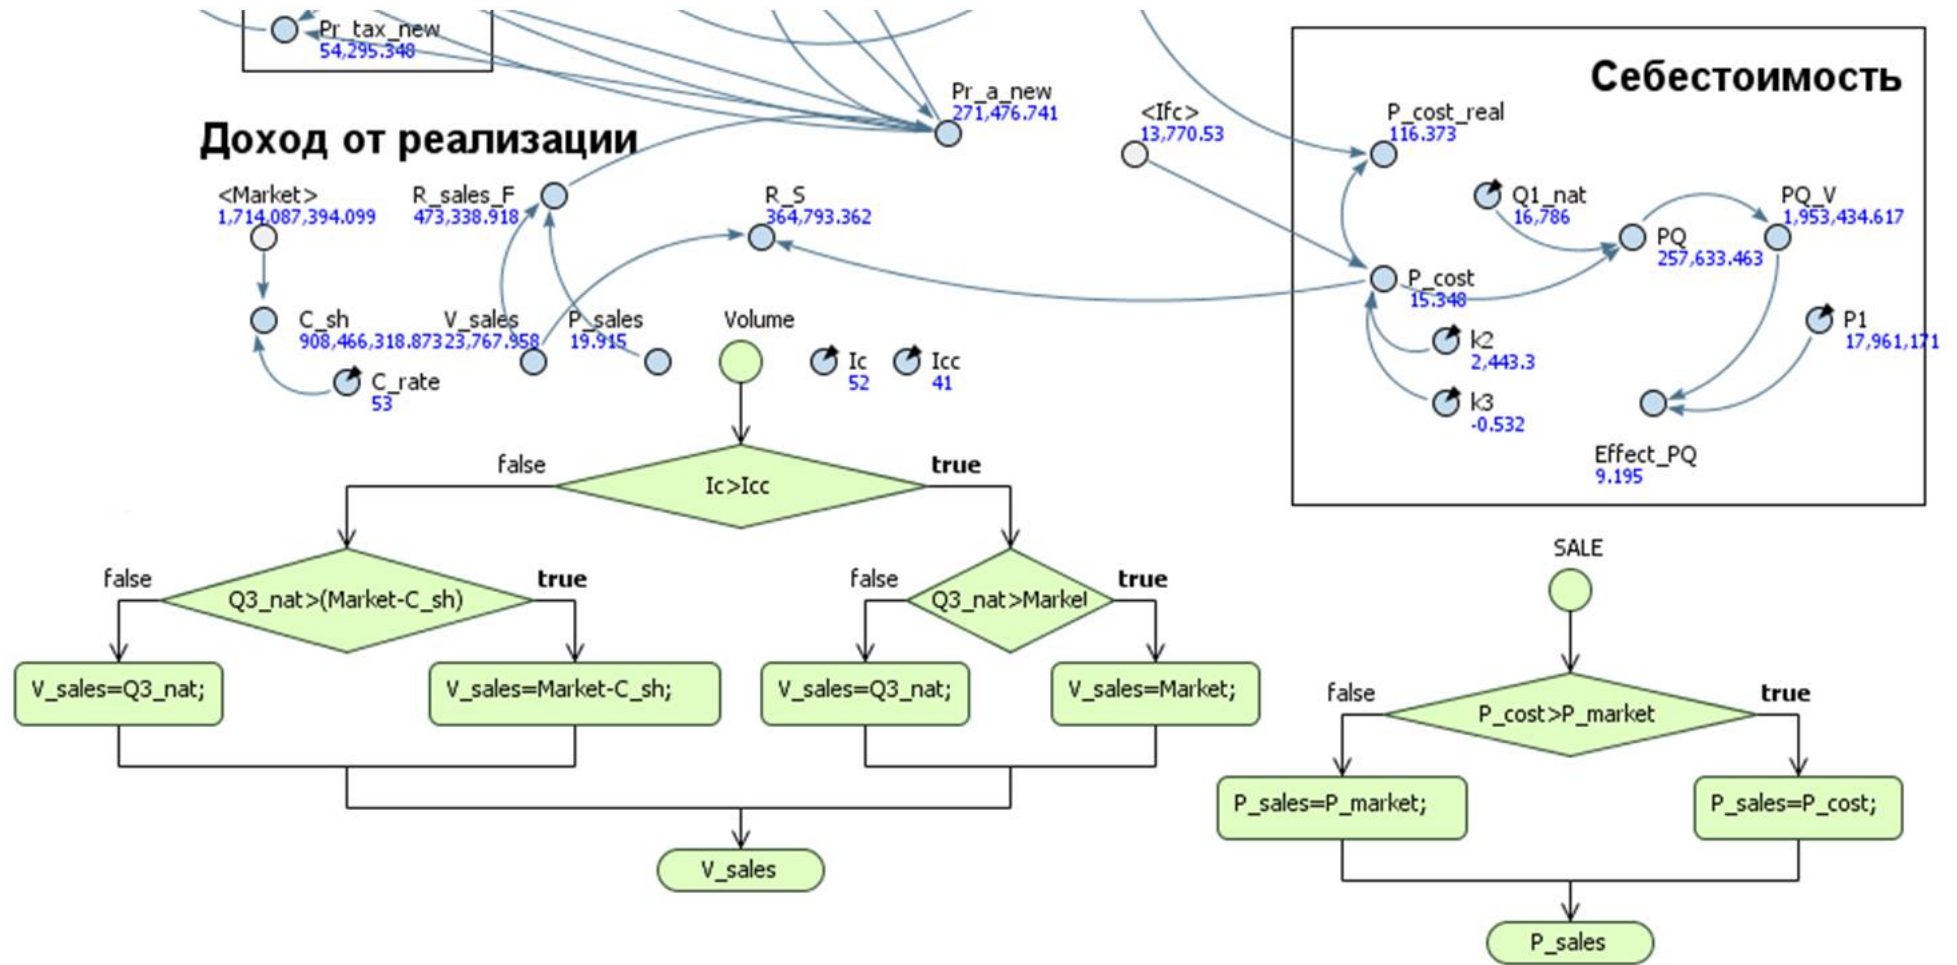 Pr_tax_new
54,295.348
Pr_a_new
271,476.741
<Ifc>
13,770.53
Себестоимость
P_cost_real
116.373
Доход от реализации
<Market>
1,714,087,394.099
R_sales_F
473,338.918
R_S
364,793.362
Q1_nat
16,786
PQ
257,633.463
PQ_V
1,953,434.617
P_cost
15.348
C_sh
908,466,318.873
V_sales
23,767.958
P_sales
19.915
Volume
Ic
52
Icc
41
C_rate
53
k2
2,443.3
k3
-0.532
P1
17,961,171
Effect_PQ
9.195
false
Ic>Icc
true
false
Q3_nat>(Market-C_sh)
true
false
Q3_nat>Market
true
V_sales=Q3_nat;
V_sales=Market-C_sh;
V_sales=Q3_nat;
V_sales=Market;
V_sales
SALE
false
P_cost>P_market
true
P_sales=P_market;
P_sales=P_cost;
P_sales